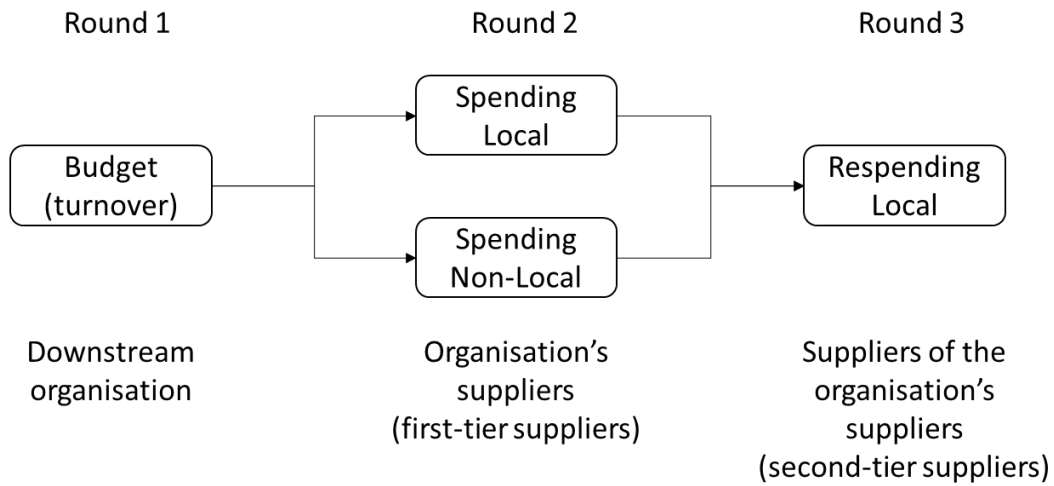 Round 1
Round 2
Round 3
Budget
(turnover)
Spending
Local
Spending
Non-Local
Respending
Local
Downstream
organisation
Organisation’s
suppliers
(first-tier suppliers)
Suppliers of the
organisation’s
suppliers
(second-tier suppliers)